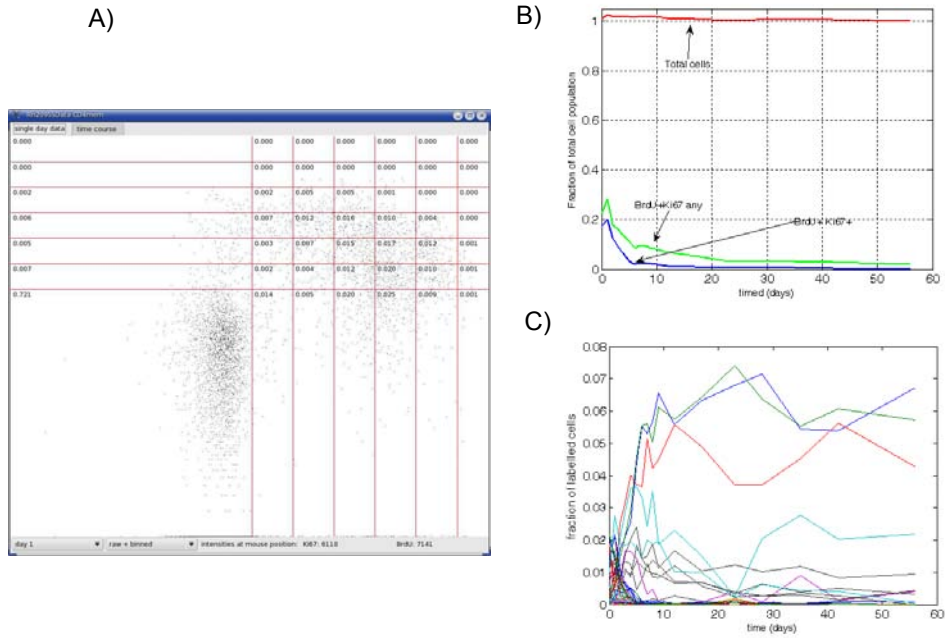 A)
single day data time course
0.000 0.000 0.000 0.000 0.000 0.000 0.000
0.000 0.000 0.000 0.000 0.000 0.000 0.000
0.002 0.002 0.005 0.005 0.001 0.000 0.000
0.006 0.007 0.012 0.016 0.010 0.004 0.000
0.005 0.003 0.007 0.015 0.017 0.012 0.001
0.007 0.002 0.004 0.012 0.020 0.010 0.001
0.721 0.014 0.005 0.020 0.025 0.009 0.001
day 1 raw + binned intensities at mouse position: Ki67: 6110 BrdU: 7141
B)
1
0.8
0.6
0.4
0.2
0
Fraction of total cell population
Total cells
BrdU+Ki67 any
BrdU+ Ki67+
0 10 20 30 40 50 60
timed (days)
C)
0.08
0.07
0.06
0.05
0.04
0.03
0.02
0.01
0
fraction of labelled cells
0 10 20 30 40 50 60
time (days)